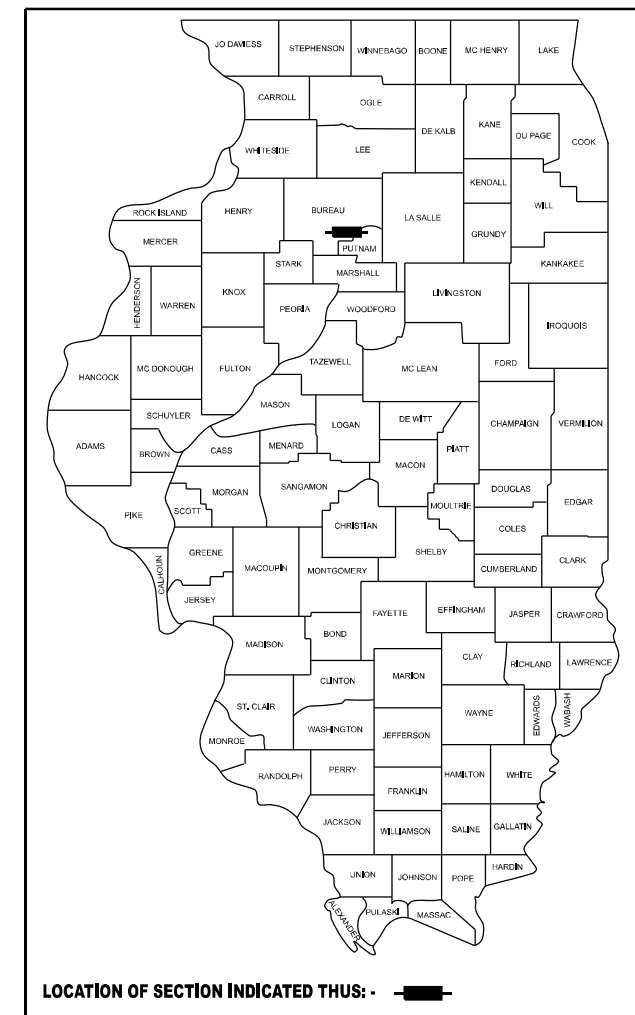 JO DAVIESS
STEPHENSON
WINNEBAGO
BOONE
MC HENRY
LAKE
CARROLL
OGLE
DE KALB
KANE
DU PAGE
COOK
WHITESIDE
LEE
KENDALL
WILL
ROCK ISLAND
HENRY
BUREAU
LA SALLE
GRUNDY
MERCER
PUTNAM
STARK
KANKAKEE
MARSHALL
HENDERSON
WARREN
KNOX
PEORIA
WOODFORD
LIVINGSTON
IROQUOIS
HANCOCK
MC DONOUGH
FULTON
TAZEWELL
MC LEAN
FORD
MASON
SCHUYLER
LOGAN
DE WITT
CHAMPAIGN
VERMILION
ADAMS
BROWN
CASS
MENARD
PIATT
MACON
SANGAMON
MORGAN
DOUGLAS
EDGAR
PIKE
SCOTT
CHRISTIAN
MOULTRIE
COLES
GREENE
SHELBY
CALHOUN
MACOUPIN
MONTGOMERY
CUMBERLAND
CLARK
JERSEY
FAYETTE
EFFINGHAM
JASPER
CRAWFORD
MADISON
BOND
CLAY
RICHLAND
LAWRENCE
CLINTON
MARION
ST. CLAIR
WAYNE
EDWARDS
WABASH
WASHINGTON
JEFFERSON
MONROE
RANDOLPH
PERRY
HAMILTON
WHITE
FRANKLIN
JACKSON
WILLIAMSON
SALINE
GALLATIN
HARDIN
UNION
JOHNSON
POPE
ALEXANDER
PULASKI
MASSAC
LOCATION OF SECTION INDICATED THUS: -